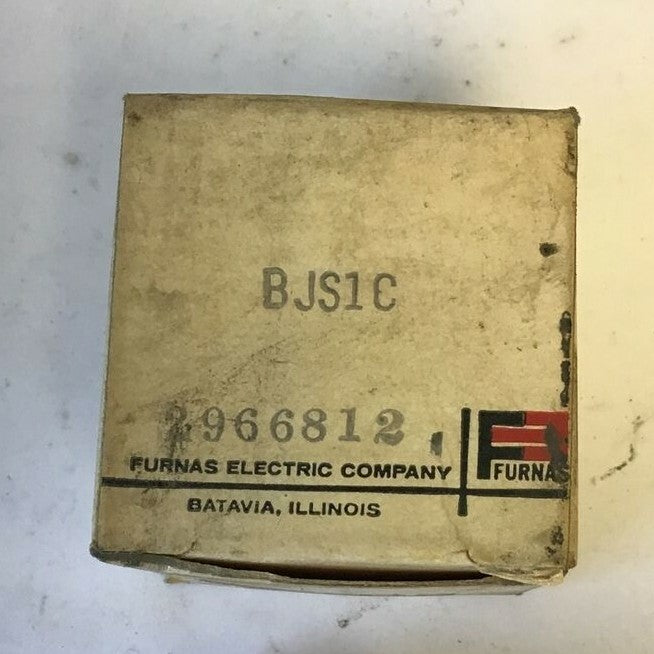 BJS1C
2966812
FURNAS ELECTRIC COMPANY
FURNAS
BATAVIA, ILLINOIS